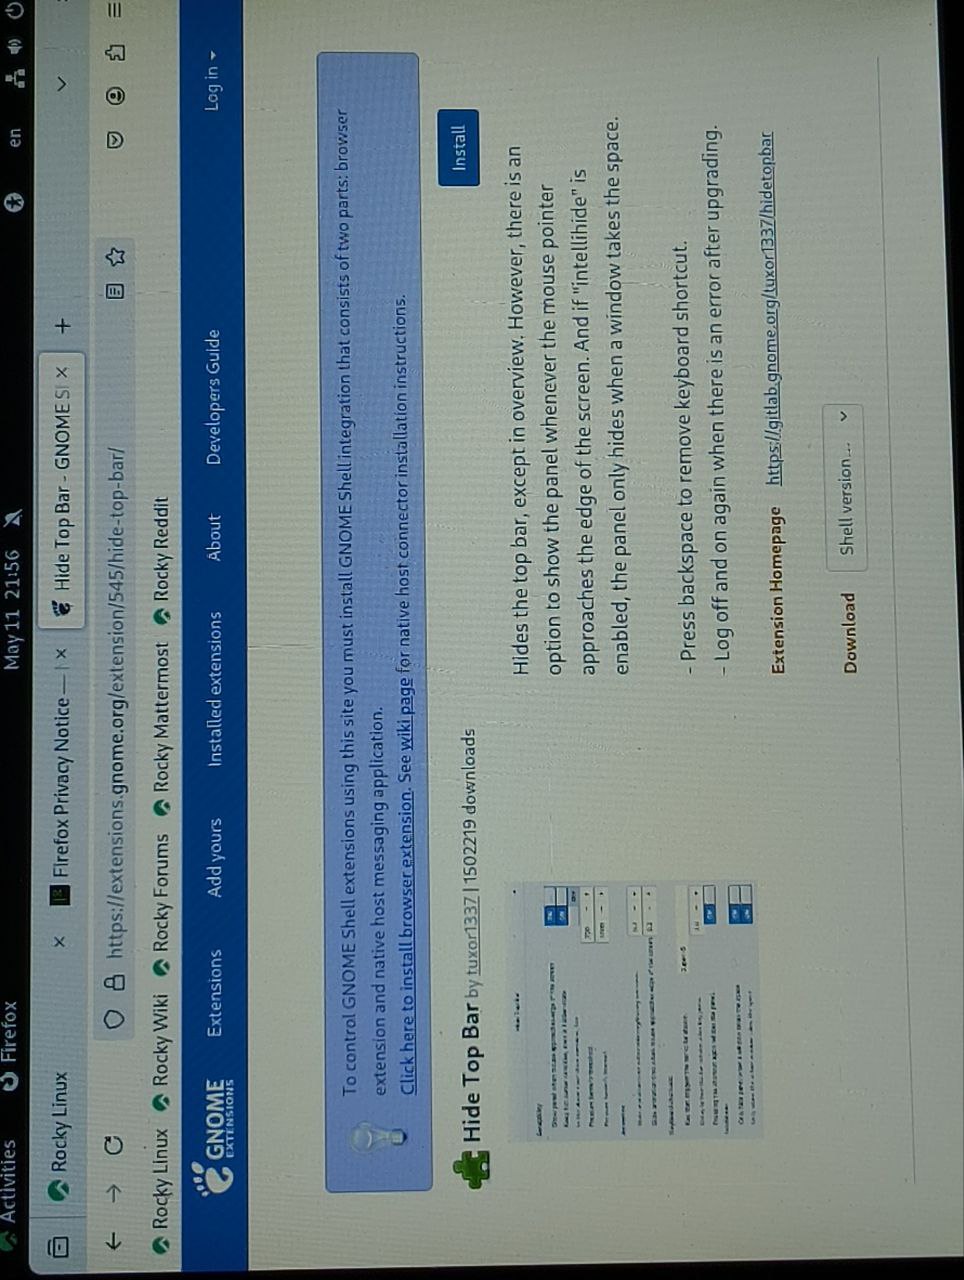 Activities Firefox May 11 21:56 en
Rocky Linux × Firefox Privacy Notice — × Hide Top Bar - GNOME S × +
https://extensions.gnome.org/extension/545/hide-top-bar/
Rocky Linux Rocky Wiki Rocky Forums Rocky Mattermost Rocky Reddit
GNOME
EXTENSIONS
Extensions Add yours Installed extensions About Developers Guide Log in
To control GNOME Shell extensions using this site you must install GNOME Shell integration that consists of two parts: browser
extension and native host messaging application.
Click here to install browser extension. See wiki page for native host connector installation instructions.
Hide Top Bar by tuxor1337 | 1502219 downloads
Install
Hides the top bar, except in overview. However, there is an
option to show the panel whenever the mouse pointer
approaches the edge of the screen. And if "intellihide" is
enabled, the panel only hides when a window takes the space.
- Press backspace to remove keyboard shortcut.
- Log off and on again when there is an error after upgrading.
Extension Homepage https://gitlab.gnome.org/tuxor1337/hidetopbar
Download Shell version...